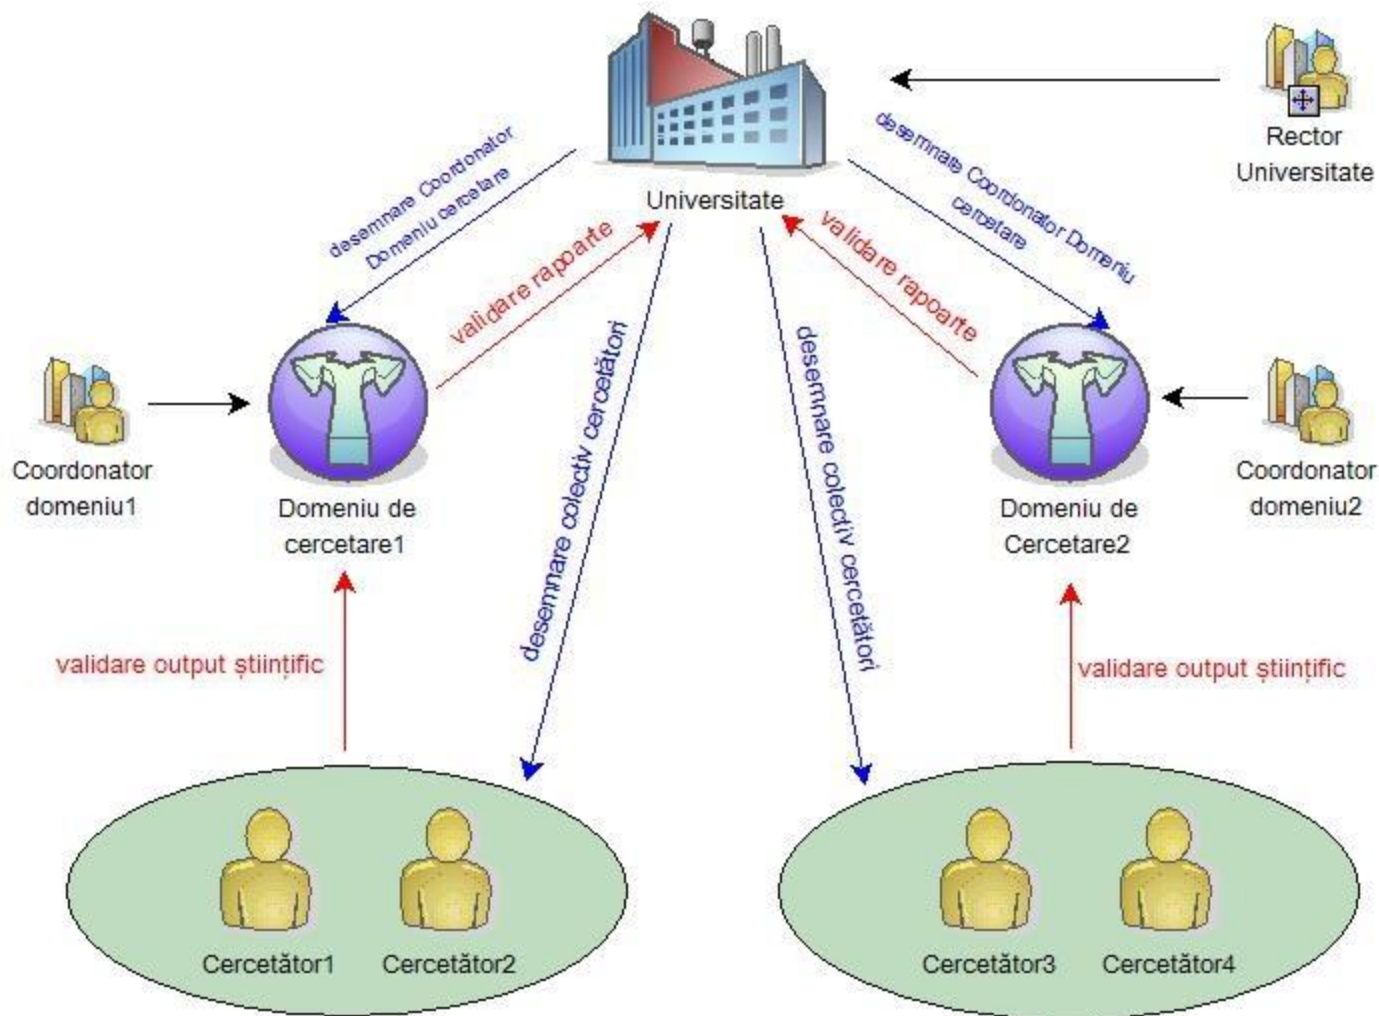 Universitate
Rector
Universitate
desemnare Coordonator
Domeniu cercetare
desemnare Coordonator Domeniu
cercetare
validare rapoarte
validare rapoarte
desemnare colectiv cercetători
desemnare colectiv cercetători
Coordonator
domeniu1
Domeniu de
cercetare1
Domeniu de
Cercetare2
Coordonator
domeniu2
validare output științific
validare output științific
Cercetător1
Cercetător2
Cercetător3
Cercetător4